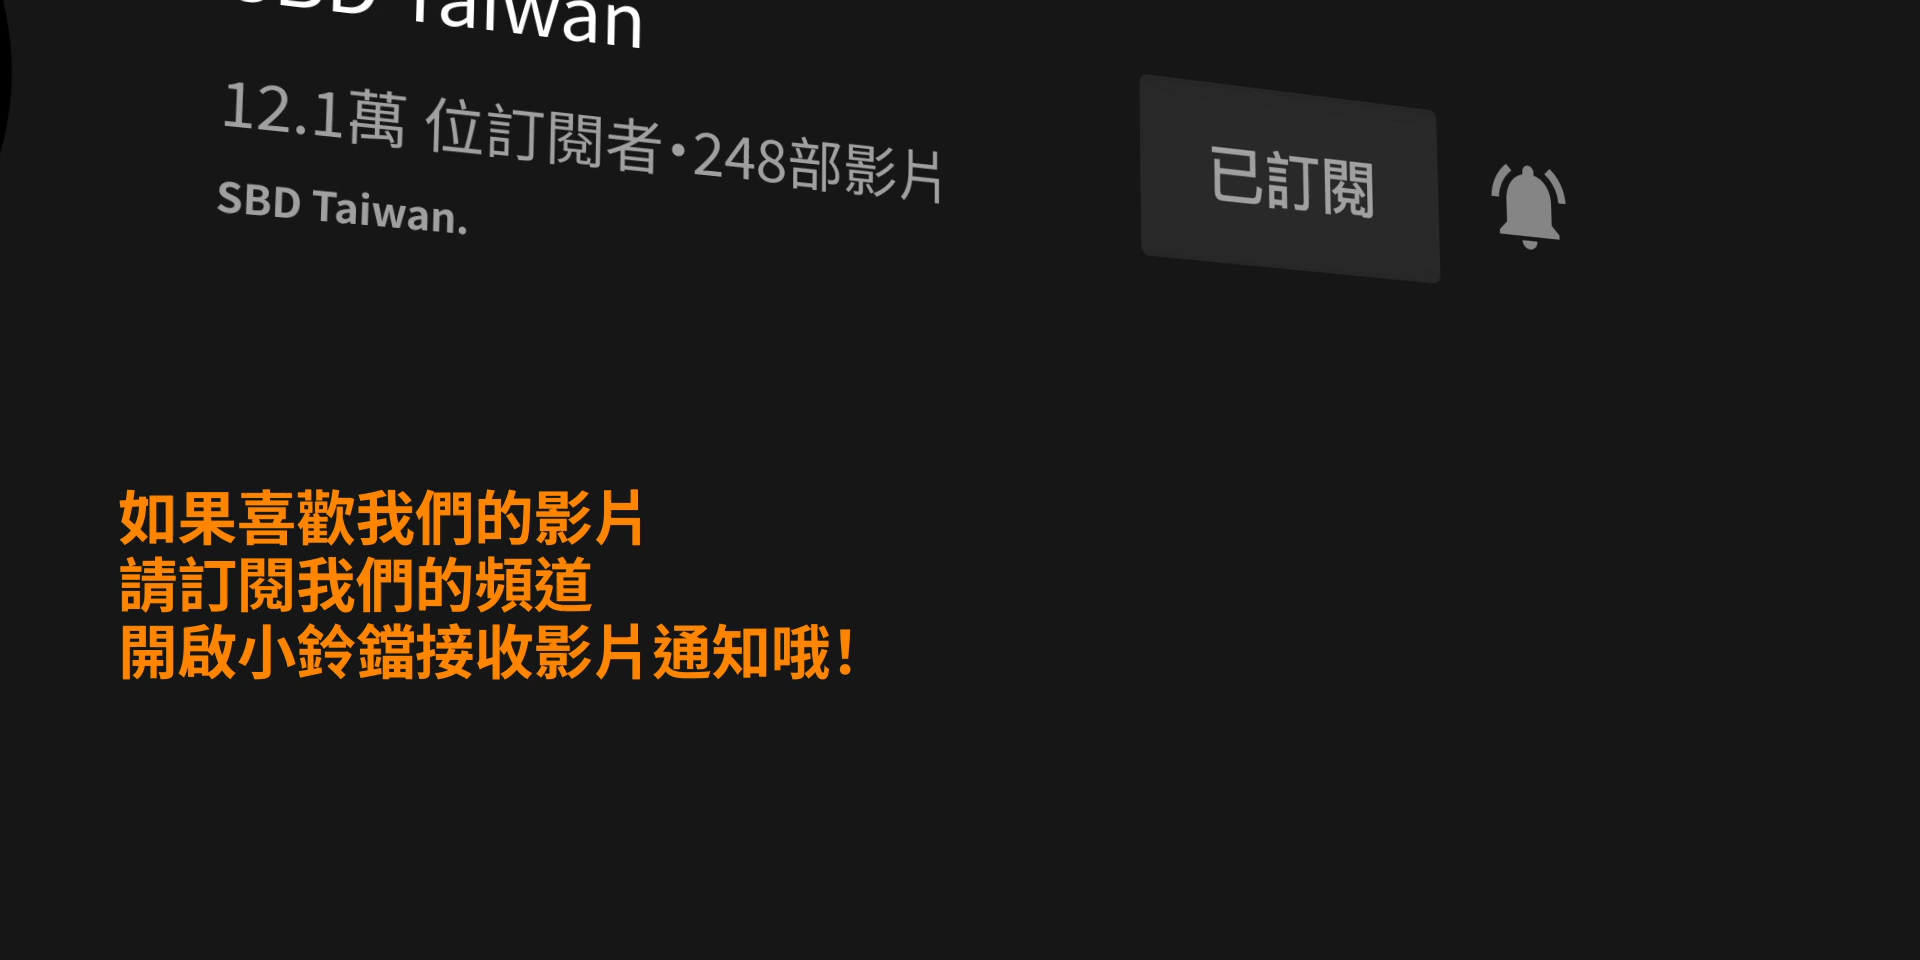 SBD Taiwan
12.1萬 位訂閱者•248部影片
SBD Taiwan.
已訂閱
如果喜歡我們的影片
請訂閱我們的頻道
開啟小鈴鐺接收影片通知哦!